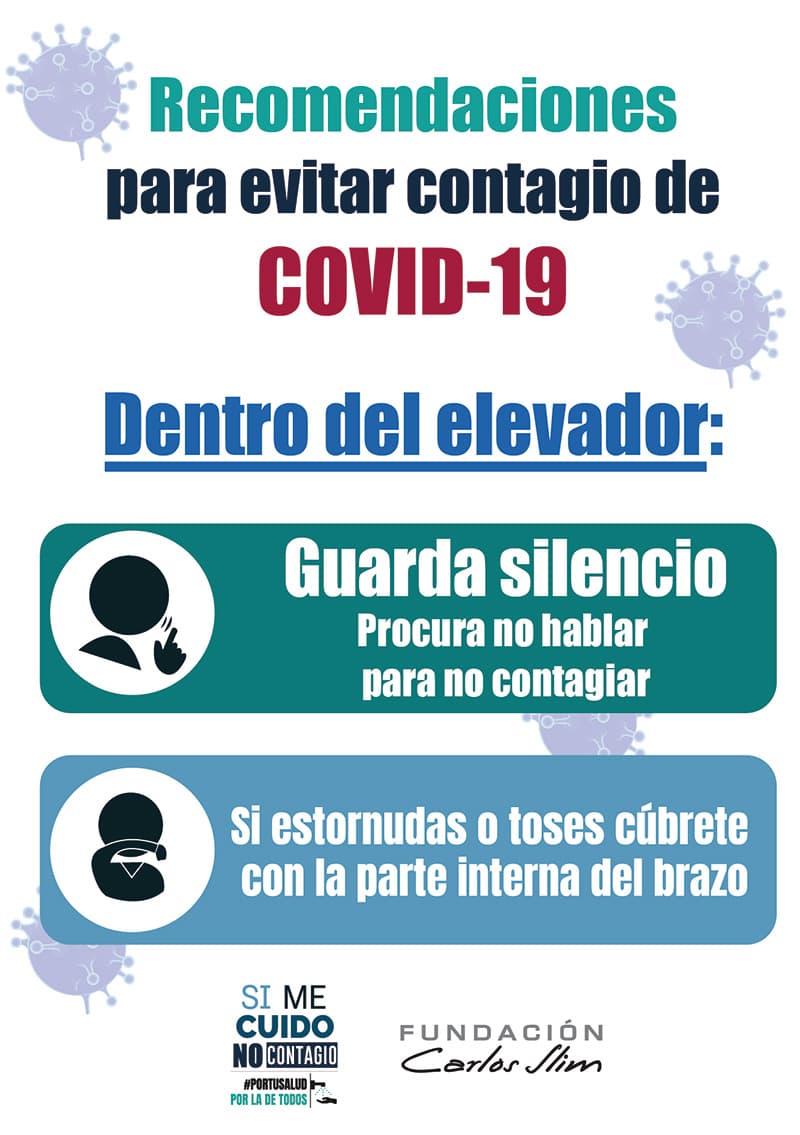 Recomendaciones
para evitar contagio de
COVID-19
Dentro del elevador:
Guarda silencio
Procura no hablar
para no contagiar
Si estornudas o toses cúbrete
con la parte interna del brazo
SI ME
CUIDO
NO CONTAGIO
#PORTUSALUD
POR LA DE TODOS
FUNDACIÓN
Carlos Slim